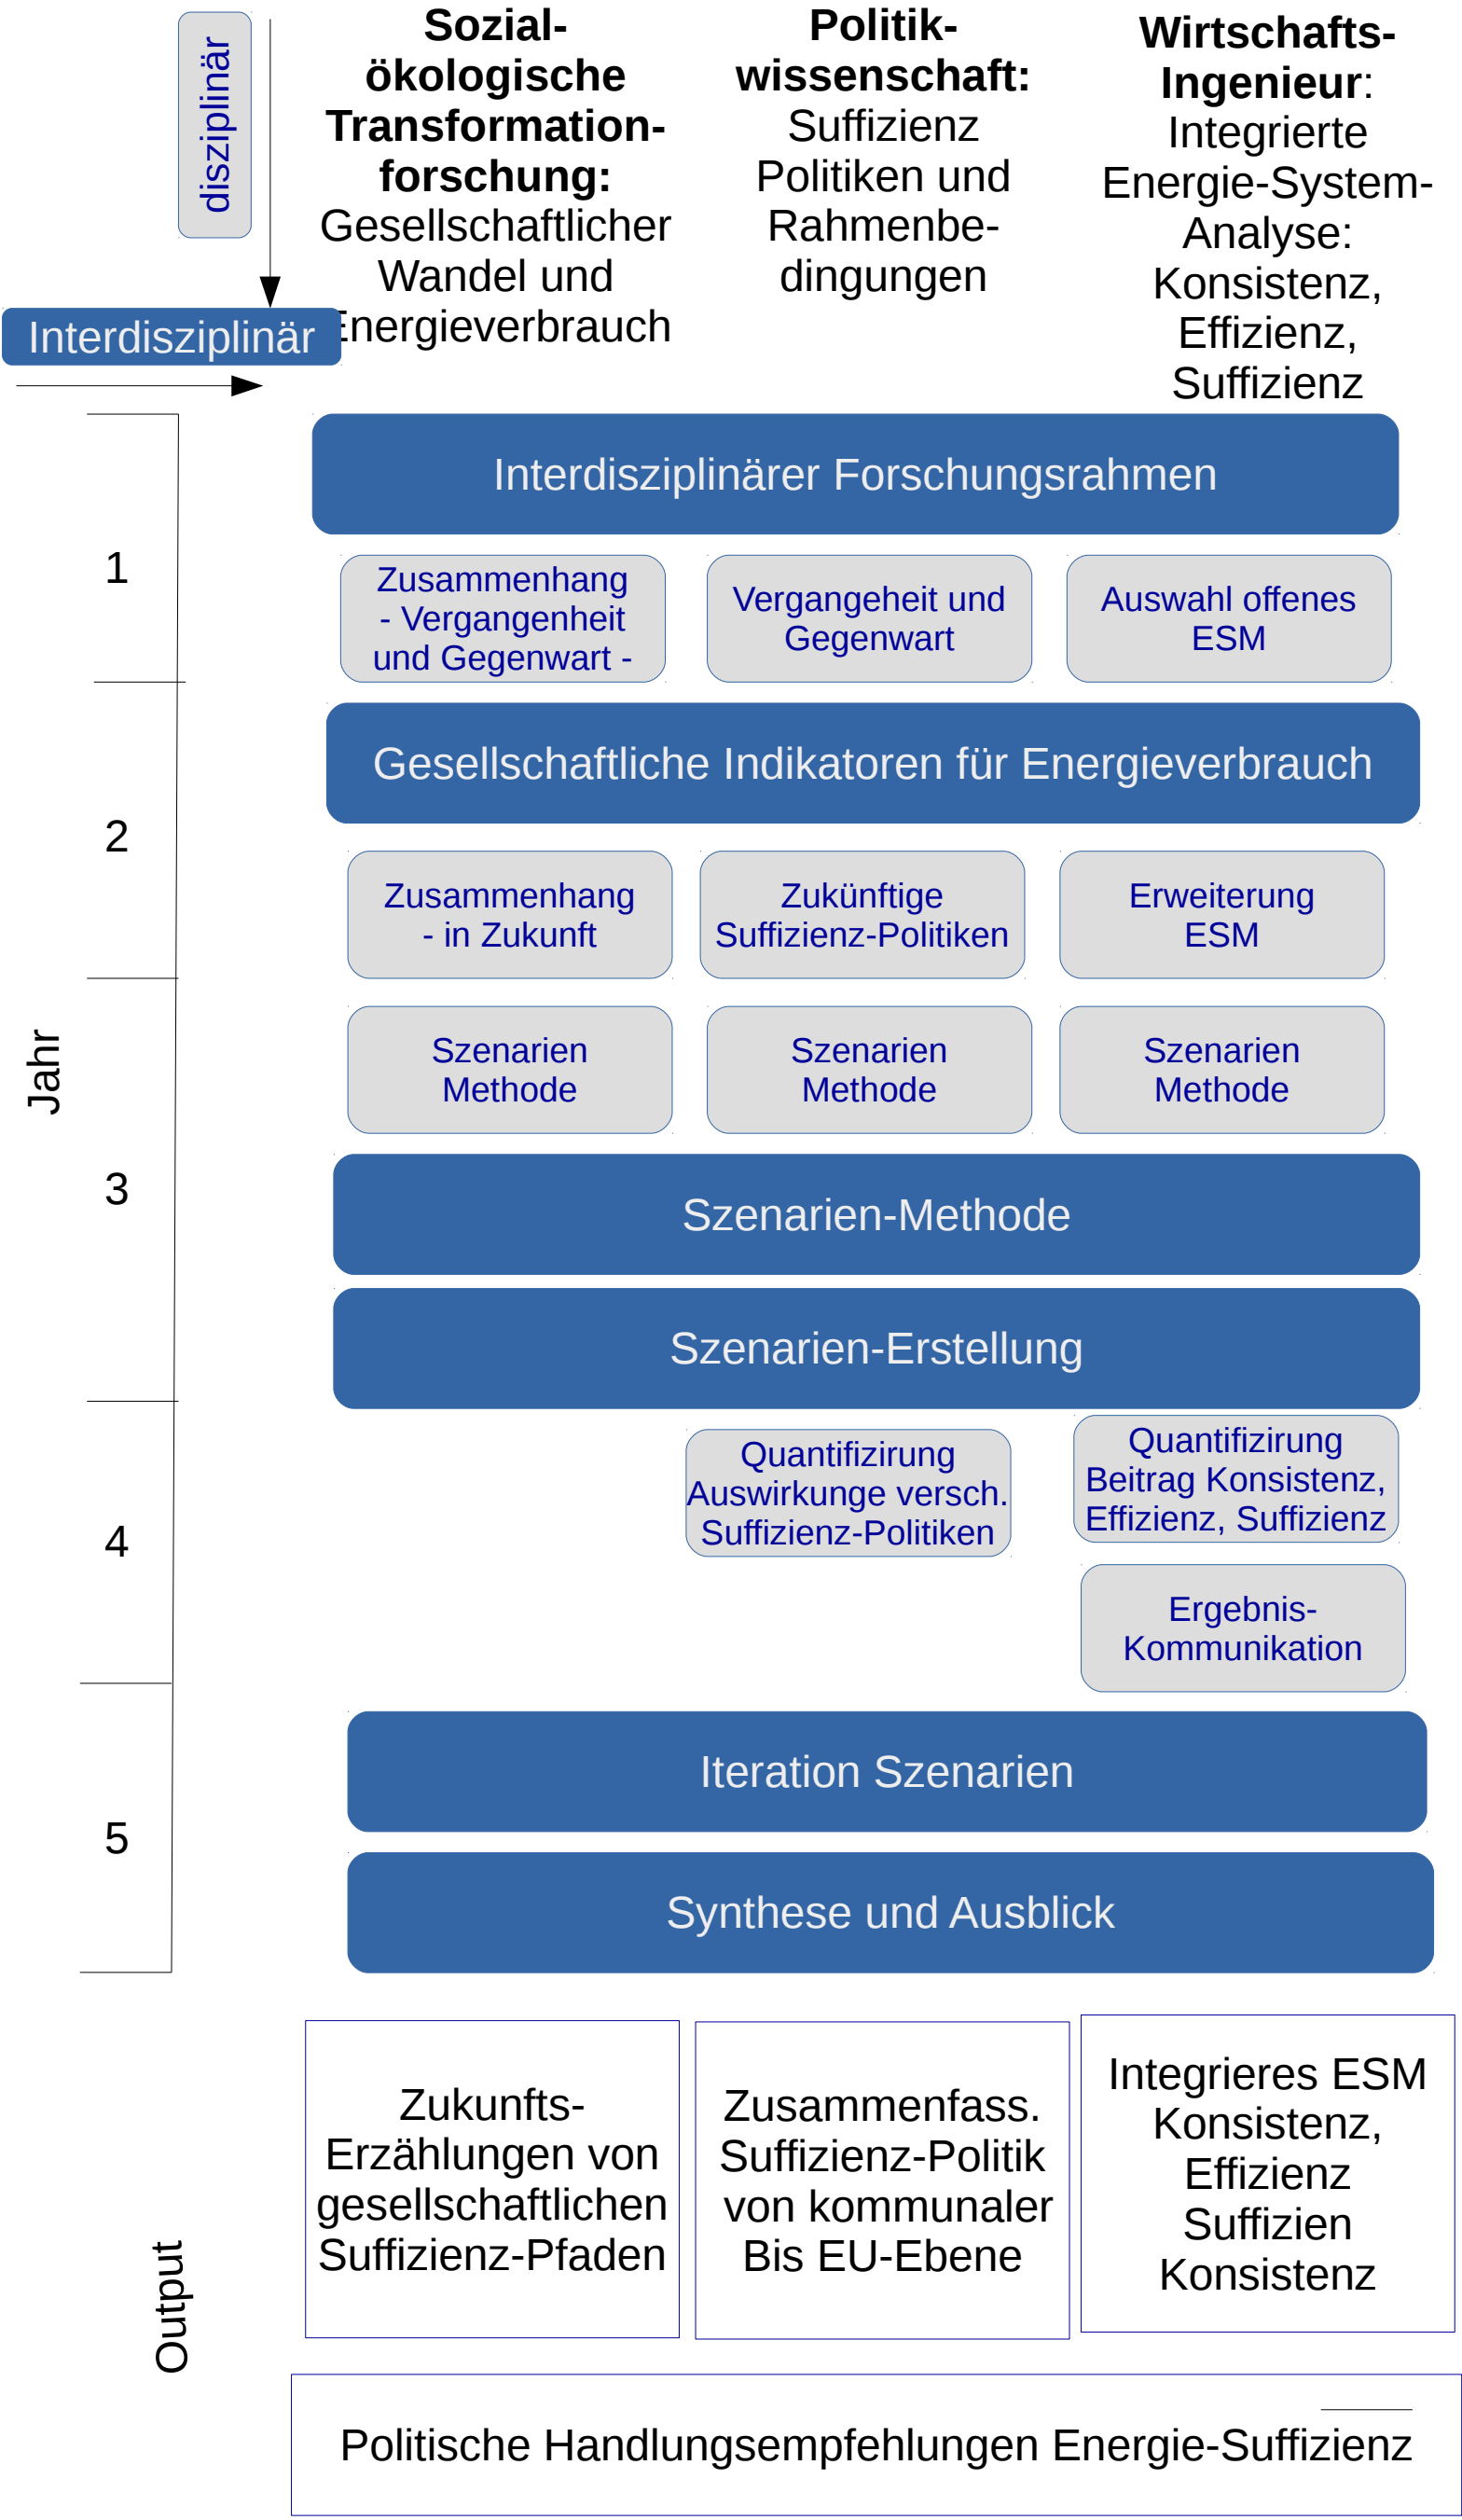 disziplinär
Interdisziplinär
Sozial-
ökologische
Transformation-
forschung:
Gesellschaftlicher
Wandel und
Energieverbrauch
Politik-
wissenschaft:
Suffizienz
Politiken und
Rahmenbe-
dingungen
Wirtschafts-
Ingenieur:
Integrierte
Energie-System-
Analyse:
Konsistenz,
Effizienz,
Suffizienz
Jahr
1
Interdisziplinärer Forschungsrahmen
Zusammenhang
- Vergangenheit
und Gegenwart -
Vergangeheit und
Gegenwart
Auswahl offenes
ESM
2
Gesellschaftliche Indikatoren für Energieverbrauch
Zusammenhang
- in Zukunft
Zukünftige
Suffizienz-Politiken
Erweiterung
ESM
3
Szenarien
Methode
Szenarien
Methode
Szenarien
Methode
Szenarien-Methode
Szenarien-Erstellung
4
Quantifizirung
Auswirkunge versch.
Suffizienz-Politiken
Quantifizirung
Beitrag Konsistenz,
Effizienz, Suffizienz
Ergebnis-
Kommunikation
5
Iteration Szenarien
Synthese und Ausblick
Output
Zukunfts-
Erzählungen von
gesellschaftlichen
Suffizienz-Pfaden
Zusammenfass.
Suffizienz-Politik
von kommunaler
Bis EU-Ebene
Integrieres ESM
Konsistenz,
Effizienz
Suffizien
Konsistenz
Politische Handlungsempfehlungen Energie-Suffizienz